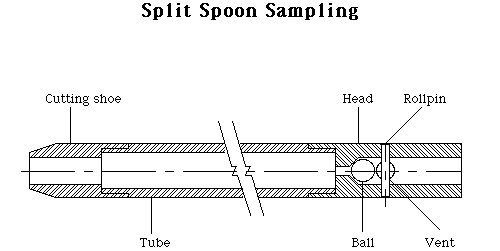 Split Spoon Sampling
Cutting shoe Head Rollpin
Tube Ball Vent